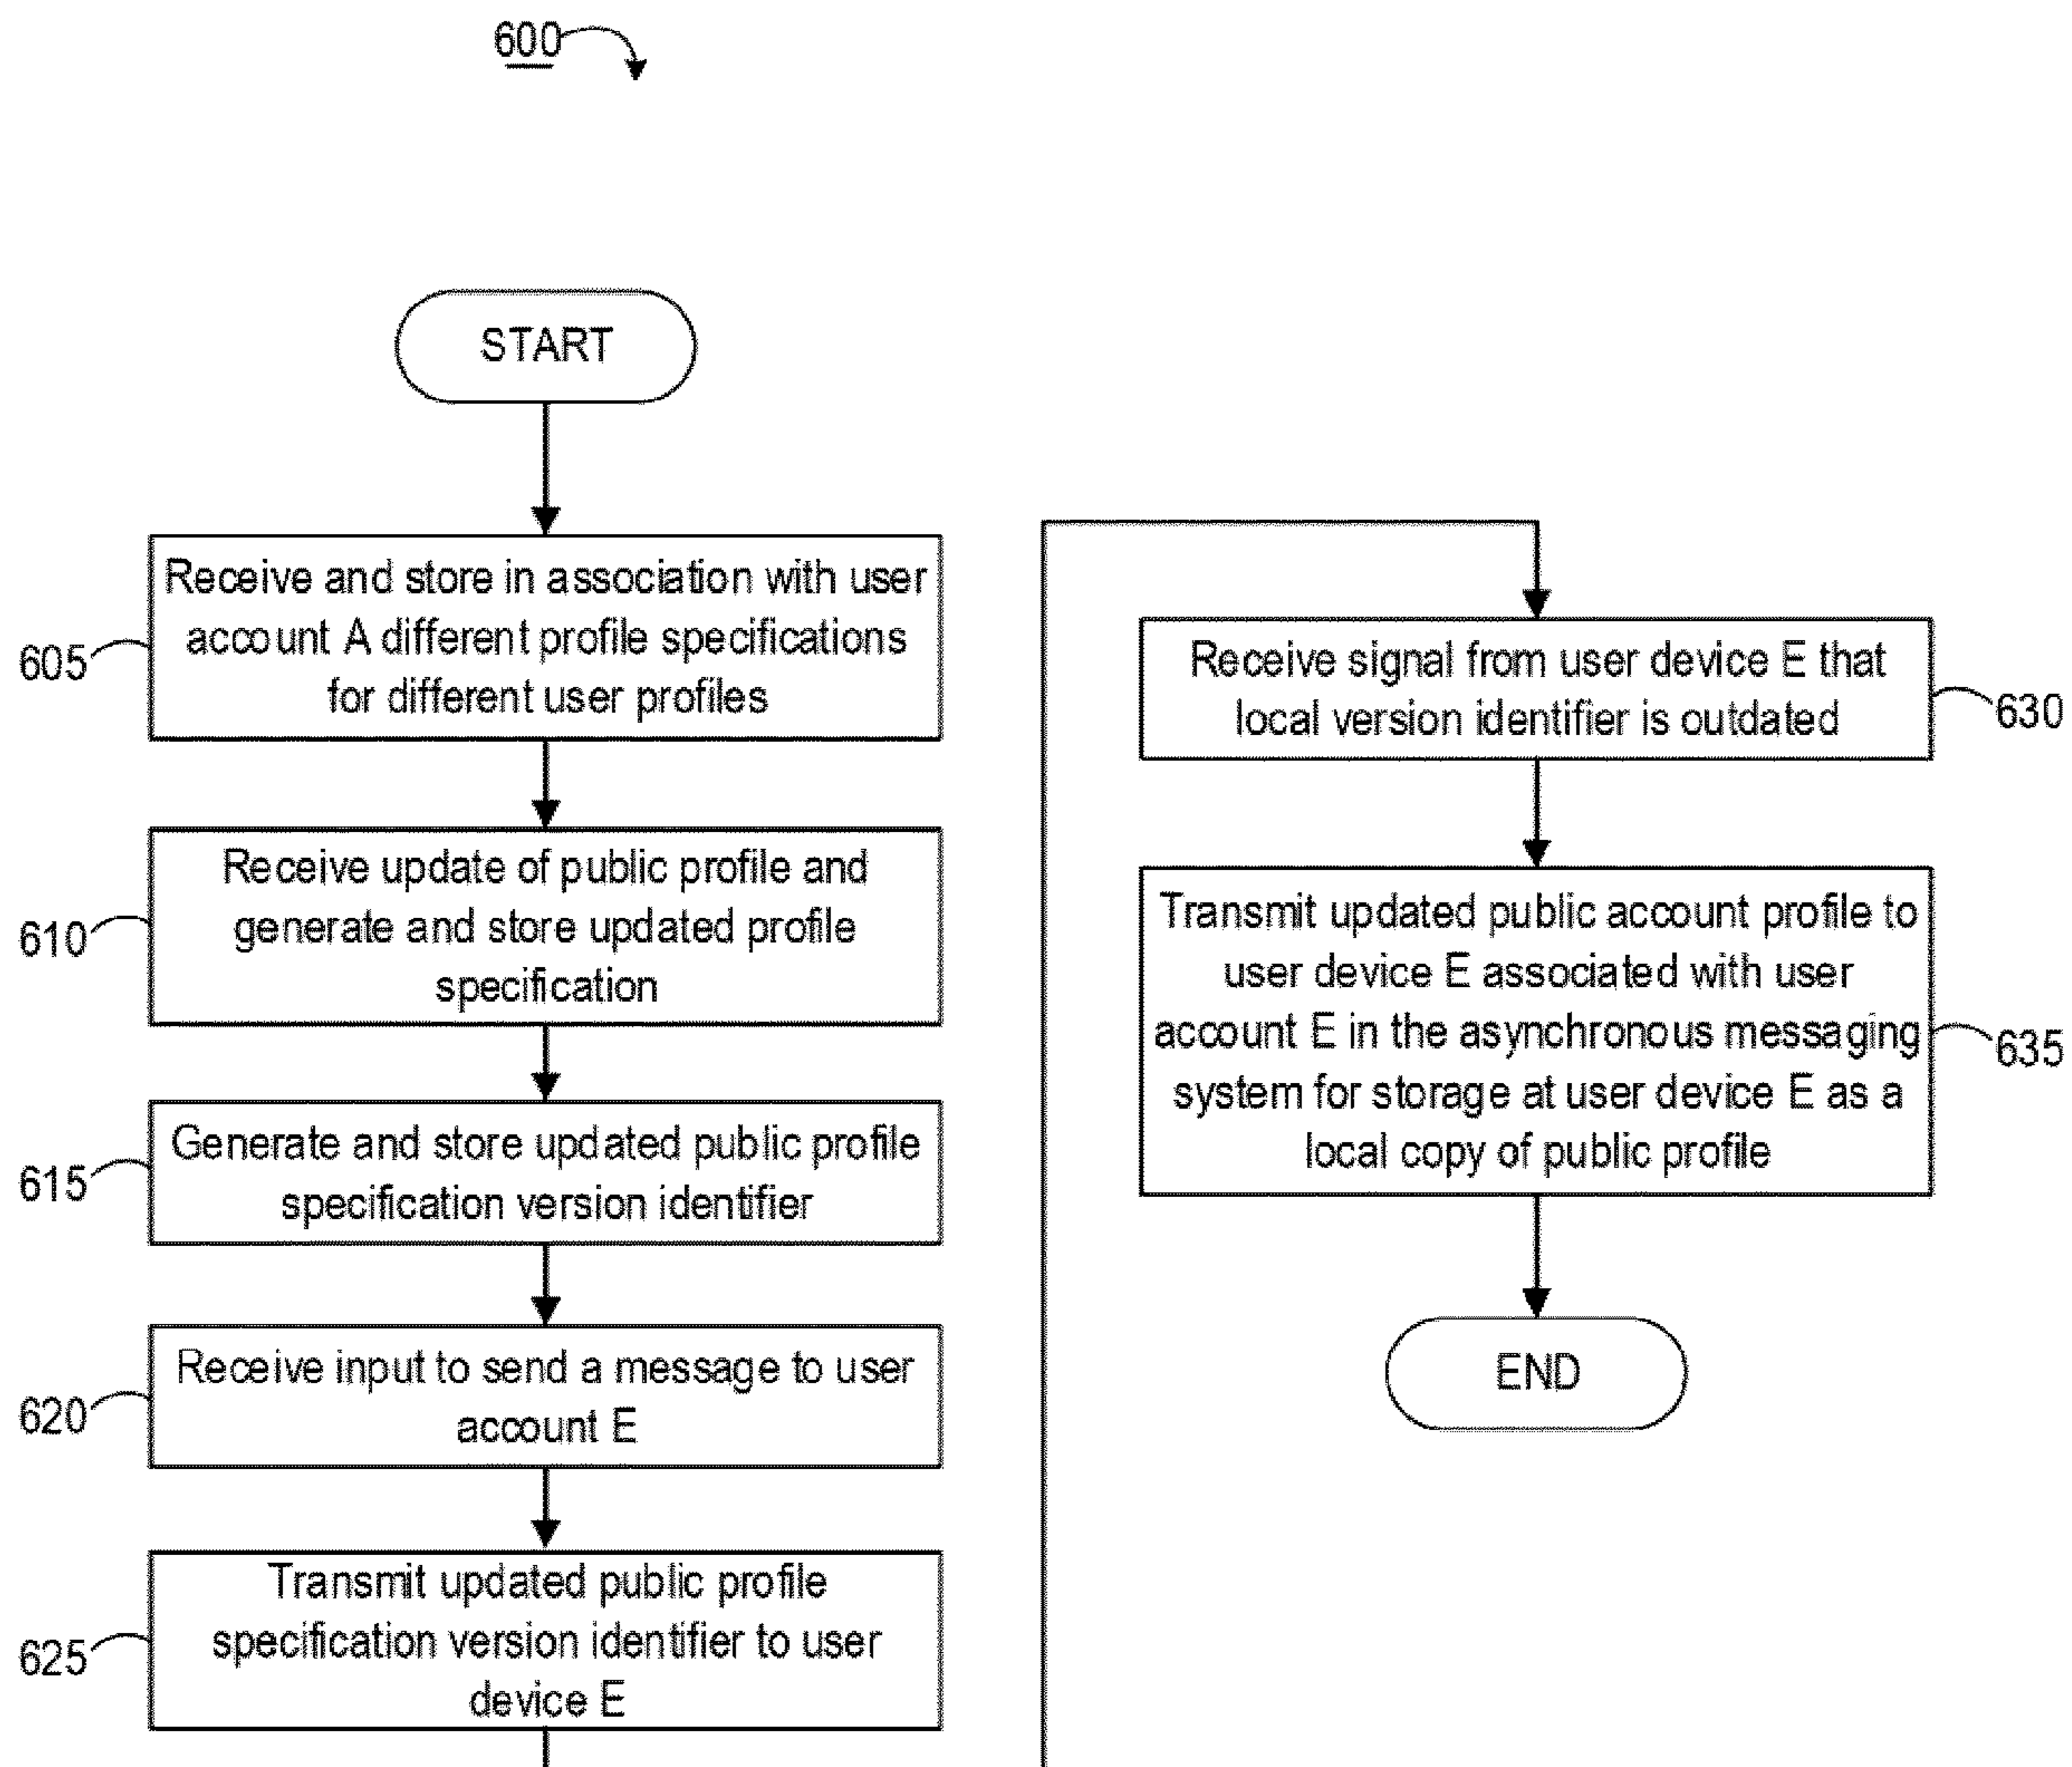 600
START
605
Receive and store in association with user
account A different profile specifications
for different user profiles
610
Receive update of public profile and
generate and store updated profile
specification
615
Generate and store updated public profile
specification version identifier
620
Receive input to send a message to user
account E
625
Transmit updated public profile
specification version identifier to user
device E
Receive signal from user device E that
local version identifier is outdated
630
Transmit updated public account profile to
user device E associated with user
account E in the asynchronous messaging
system for storage at user device E as a
local copy of public profile
635
END